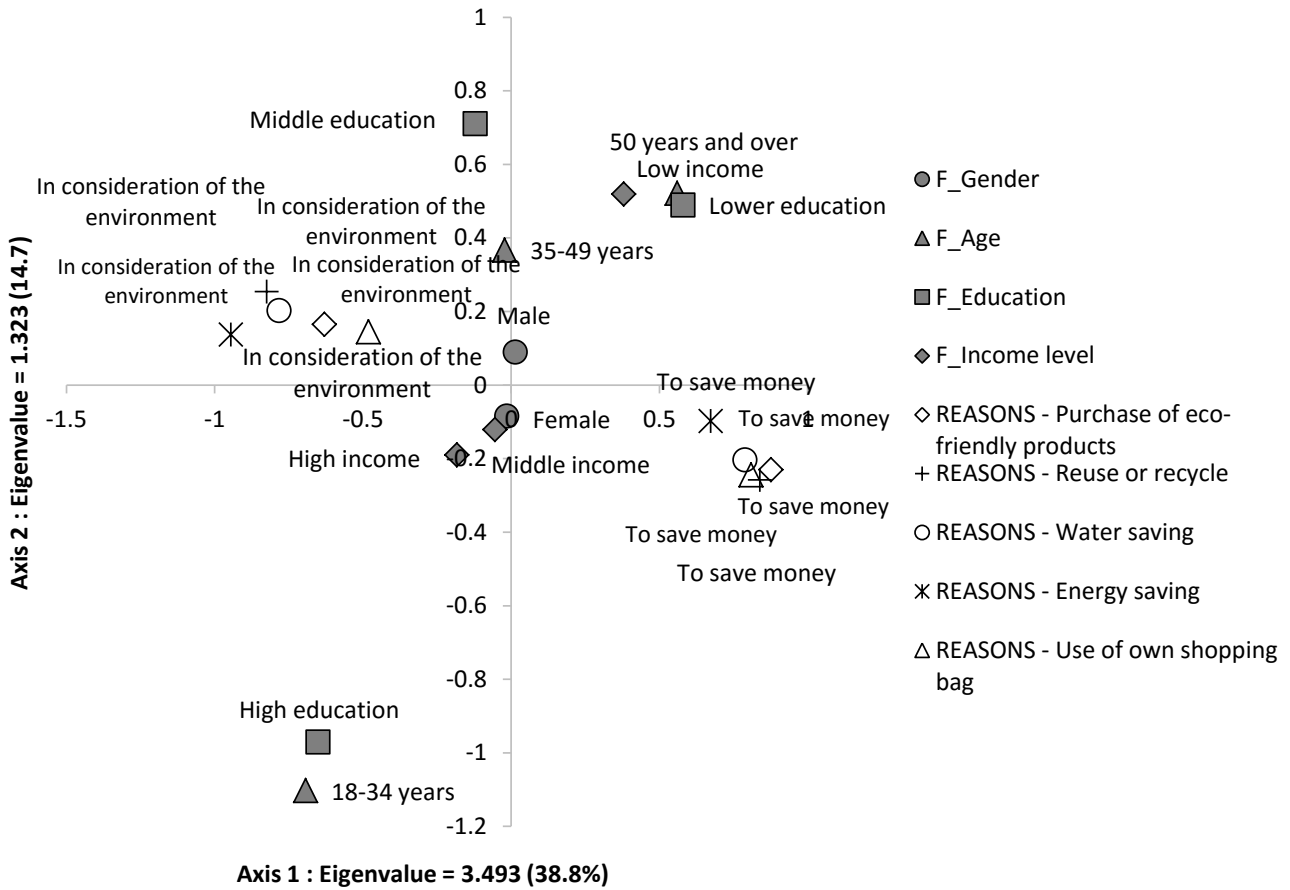 1
0.8
Middle education
50 years and over
0.6
Low income
In consideration of the
environment
In consideration of the
environment
Lower education
0.4
35-49 years
In consideration of the
environment
In consideration of the
environment
0.2
Male
In consideration of the
environment
To save money
0
-1.5
-1
-0.5
0
0.5
1
To save money
Female
High income
-0.2
Middle income
To save money
-0.4
To save money
To save money
-0.6
-0.8
High education
-1
18-34 years
-1.2
Axis 2 : Eigenvalue = 1.323 (14.7)
Axis 1 : Eigenvalue = 3.493 (38.8%)
F_Gender
F_Age
F_Education
F_Income level
REASONS - Purchase of eco-
friendly products
REASONS - Reuse or recycle
REASONS - Water saving
REASONS - Energy saving
REASONS - Use of own shopping
bag